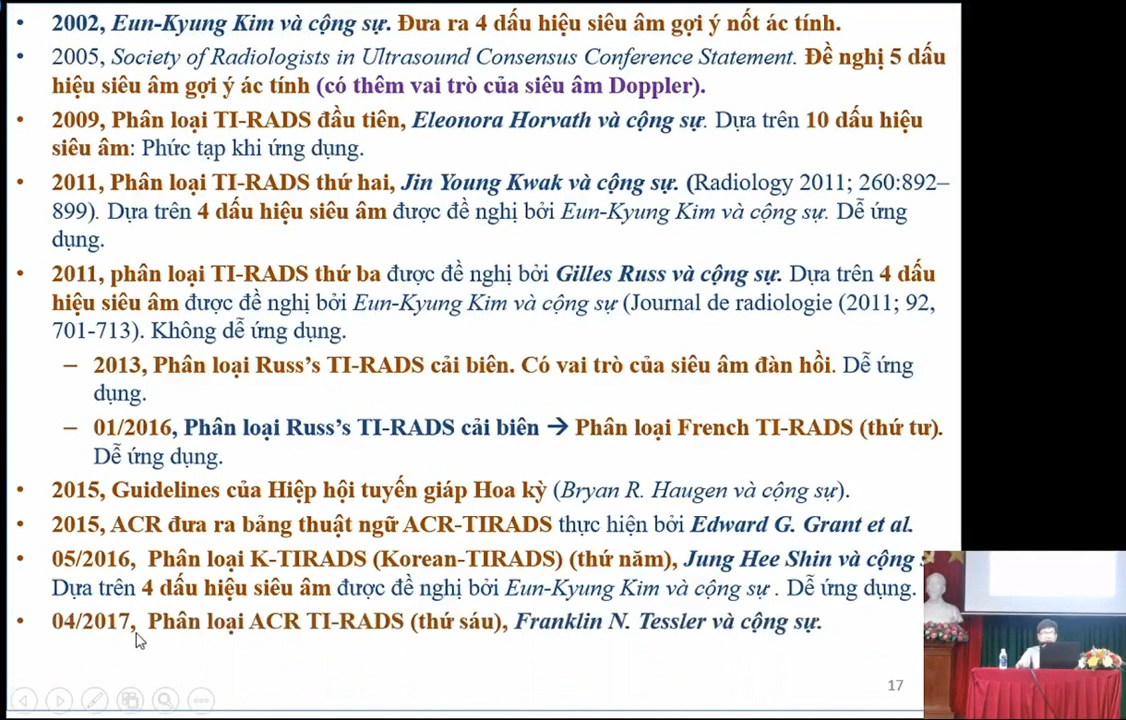 • 2002, Eun-Kyung Kim và cộng sự. Đưa ra 4 dấu hiệu siêu âm gợi ý nốt ác tính.
• 2005, Society of Radiologists in Ultrasound Consensus Conference Statement. Đề nghị 5 dấu
hiệu siêu âm gợi ý ác tính (có thêm vai trò của siêu âm Doppler).
• 2009, Phân loại TI-RADS đầu tiên, Eleonora Horvath và cộng sự. Dựa trên 10 dấu hiệu
siêu âm: Phức tạp khi ứng dụng.
• 2011, Phân loại TI-RADS thứ hai, Jin Young Kwak và cộng sự. (Radiology 2011; 260:892–
899). Dựa trên 4 dấu hiệu siêu âm được đề nghị bởi Eun-Kyung Kim và cộng sự. Dễ ứng
dụng.
• 2011, phân loại TI-RADS thứ ba được đề nghị bởi Gilles Russ và cộng sự. Dựa trên 4 dấu
hiệu siêu âm được đề nghị bởi Eun-Kyung Kim và cộng sự (Journal de radiologie (2011; 92,
701-713). Không dễ ứng dụng.
– 2013, Phân loại Russ’s TI-RADS cải biên. Có vai trò của siêu âm đàn hồi. Dễ ứng
dụng.
– 01/2016, Phân loại Russ’s TI-RADS cải biên → Phân loại French TI-RADS (thứ tư).
Dễ ứng dụng.
• 2015, Guidelines của Hiệp hội tuyến giáp Hoa kỳ (Bryan R. Haugen và cộng sự).
• 2015, ACR đưa ra bảng thuật ngữ ACR-TIRADS thực hiện bởi Edward G. Grant et al.
• 05/2016, Phân loại K-TIRADS (Korean-TIRADS) (thứ năm), Jung Hee Shin và cộng
Dựa trên 4 dấu hiệu siêu âm được đề nghị bởi Eun-Kyung Kim và cộng sự . Dễ ứng dụng.
• 04/2017, Phân loại ACR TI-RADS (thứ sáu), Franklin N. Tessler và cộng sự.
17